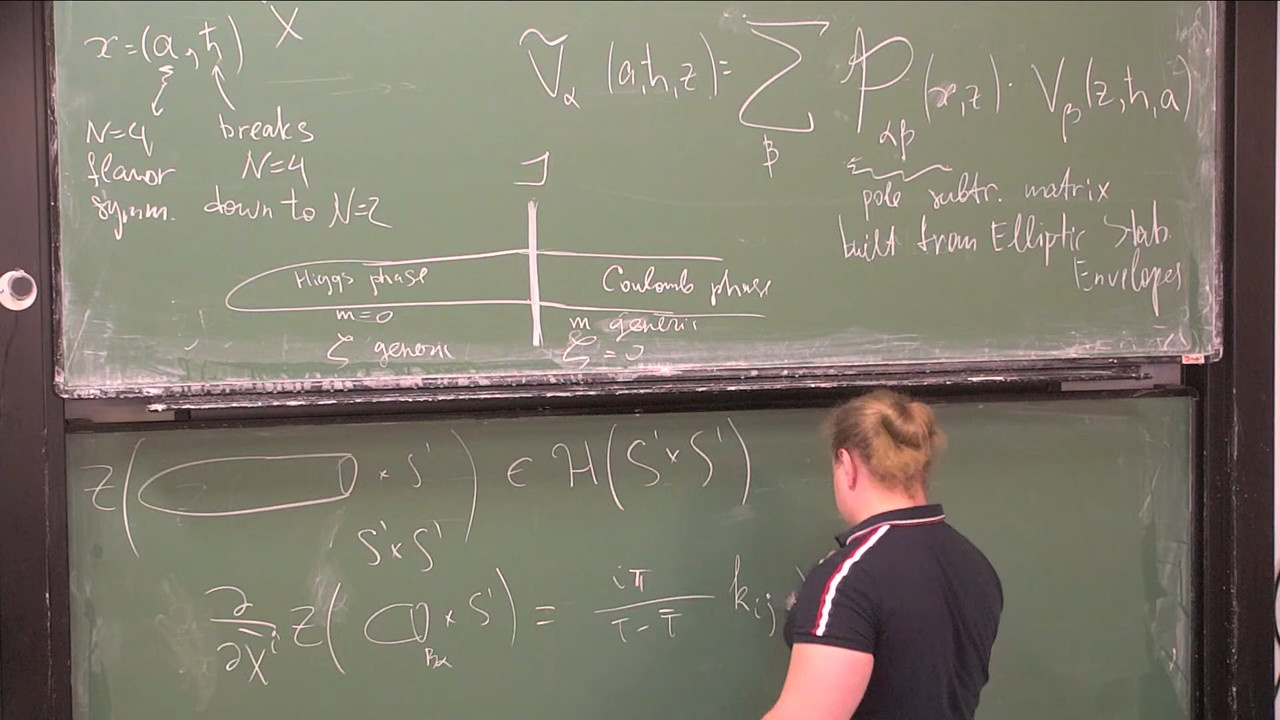 x=(a,ħ) X
N=4 flavor symm.
breaks N=4 down to N=2
Ṽ_α (a,ħ,z) = Σ_β 𝒫_αβ (x,z) · V_β(z,ħ,a)
pole subtr. matrix
built from Elliptic Stab.
Envelopes
J
Higgs phase
Coulomb phase
m=0
m generic
ζ generic
ζ=0
Z( × S¹) ∈ H(S¹×S¹)
S¹×S¹
∂/∂X̄^i Z( × S¹) = iπ/(τ-τ̄) k_ij
B_α